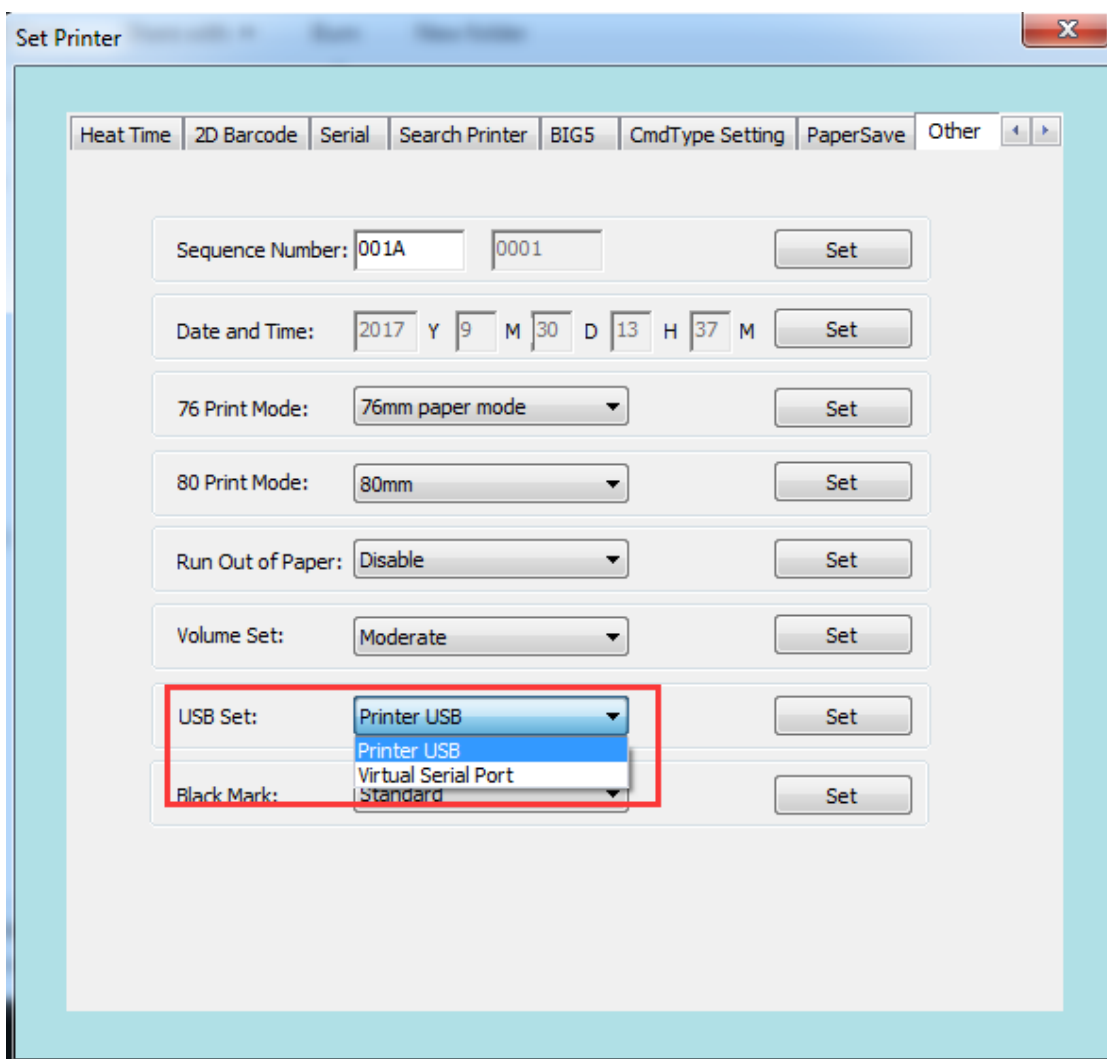 Set Printer
Heat Time 2D Barcode Serial Search Printer BIG5 CmdType Setting PaperSave Other
Sequence Number: 001A 0001 Set
Date and Time: 2017 Y 9 M 30 D 13 H 37 M Set
76 Print Mode: 76mm paper mode Set
80 Print Mode: 80mm Set
Run Out of Paper: Disable Set
Volume Set: Moderate Set
USB Set: Printer USB Set
Printer USB
Virtual Serial Port
Black Mark: Standard Set